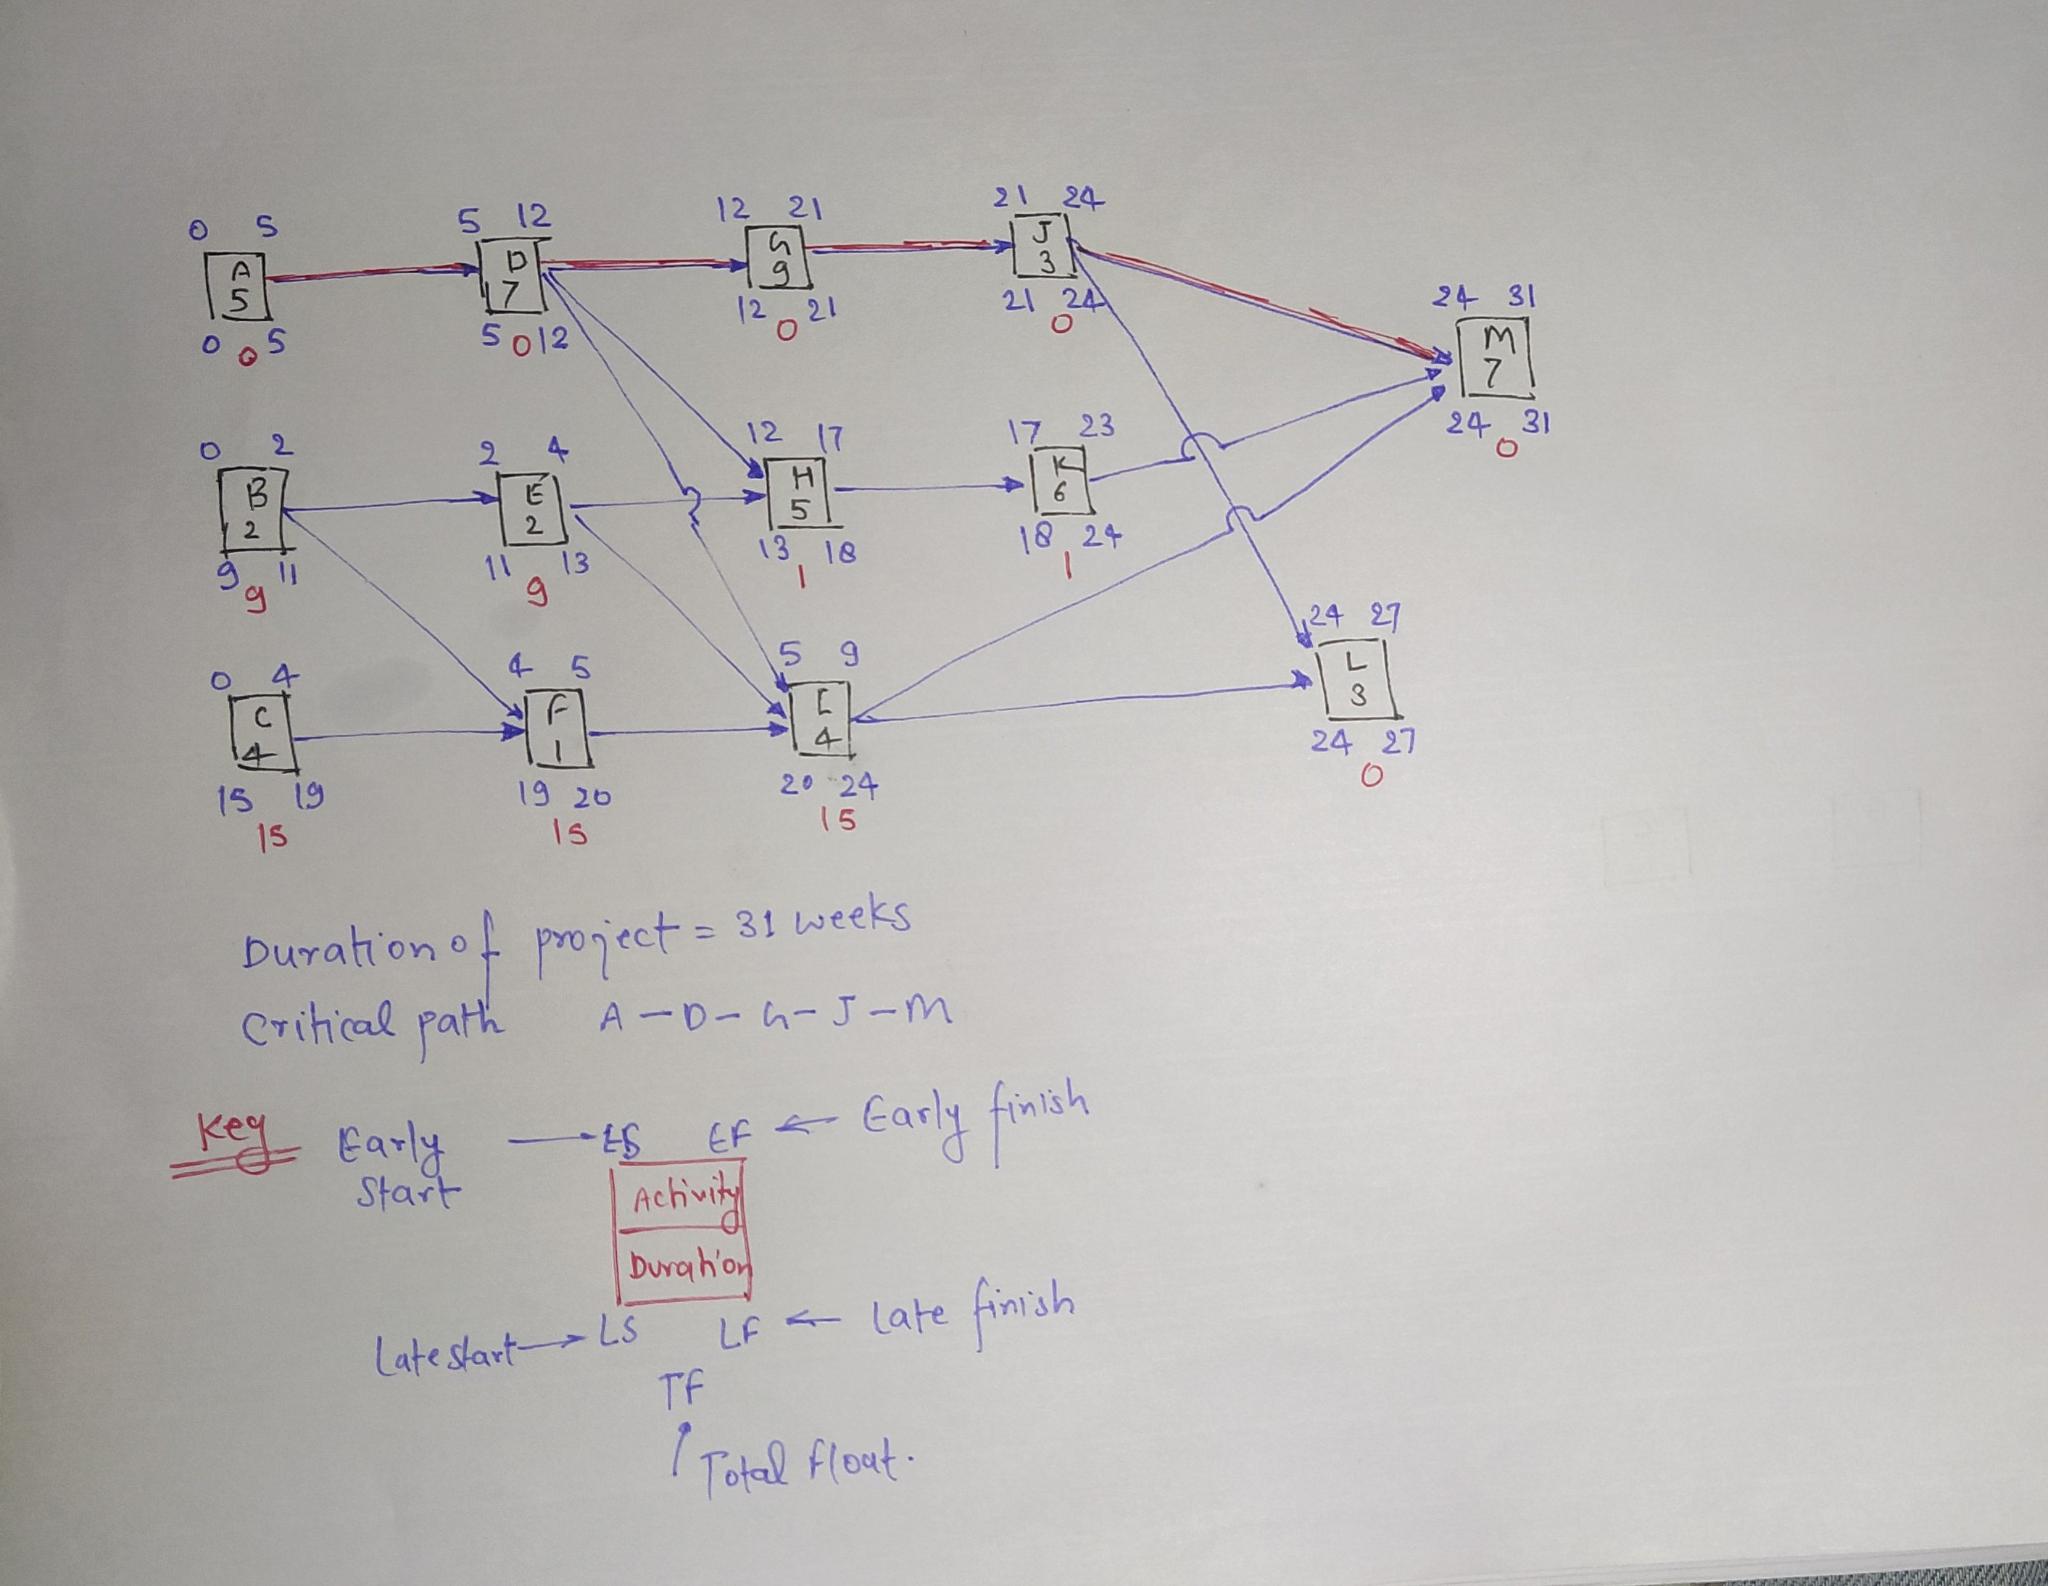 0 5
A
5
0 0 5
5 12
D
7
5 0 12
12 21
G
9
12 0 21
21 24
J
3
21 24
0
24 31
M
7
24 0 31
0 2
B
2
9 11
9
2 4
E
2
11 13
9
12 17
H
5
13 18
1
17 23
K
6
18 24
1
0 4
C
4
15 19
15
4 5
F
1
19 20
15
5 9
I
4
20 24
15
24 27
L
3
24 27
0
Duration of project = 31 weeks
Critical path A - D - G - J - M
Key Early Start → ES EF ← Early finish
Activity
Duration
Late start → LS LF ← Late finish
TF
Total float.